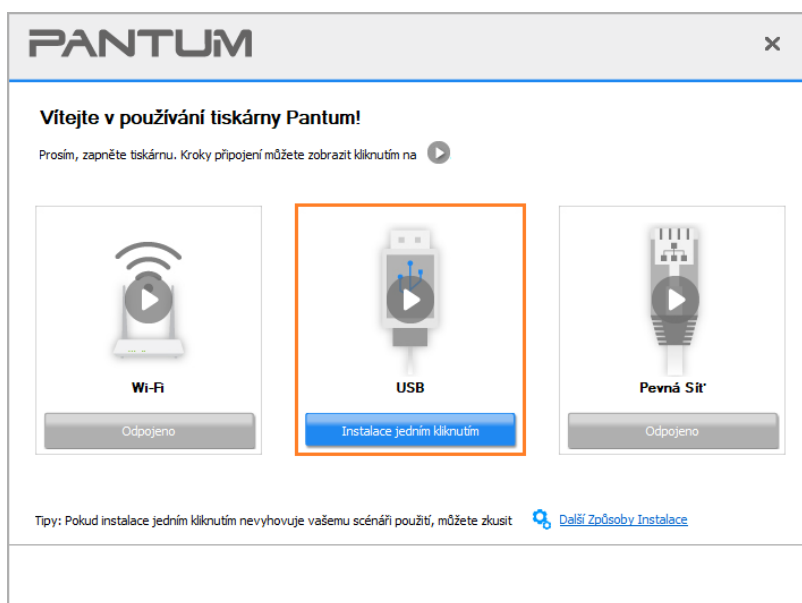 PANTUM
Vítejte v používání tiskárny Pantum!
Prosím, zapněte tiskárnu. Kroky připojení můžete zobrazit kliknutím na
Wi-Fi
USB
Pevná Síť
Odpojeno
Instalace jedním kliknutím
Odpojeno
Tipy: Pokud instalace jedním kliknutím nevyhovuje vašemu scénáři použití, můžete zkusit Další Způsoby Instalace